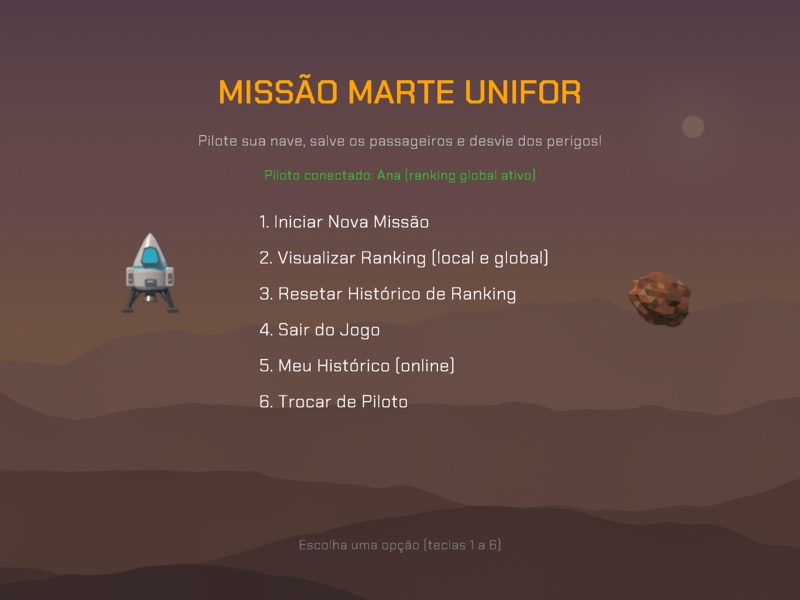 MISSÃO MARTE UNIFOR
Pilote sua nave, salve os passageiros e desvie dos perigos!
Piloto conectado: Ana (ranking global ativo)
1. Iniciar Nova Missão
2. Visualizar Ranking (local e global)
3. Resetar Histórico de Ranking
4. Sair do Jogo
5. Meu Histórico (online)
6. Trocar de Piloto
Escolha uma opção (teclas 1 a 6)